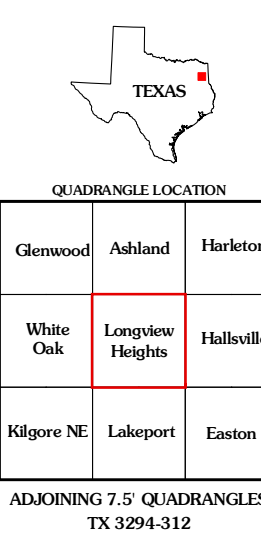 TEXAS
QUADRANGLE LOCATION
Glenwood Ashland Harleton
White Oak Longview Heights Hallsville
Kilgore NE Lakeport Easton
ADJOINING 7.5' QUADRANGLES
TX 3294-312